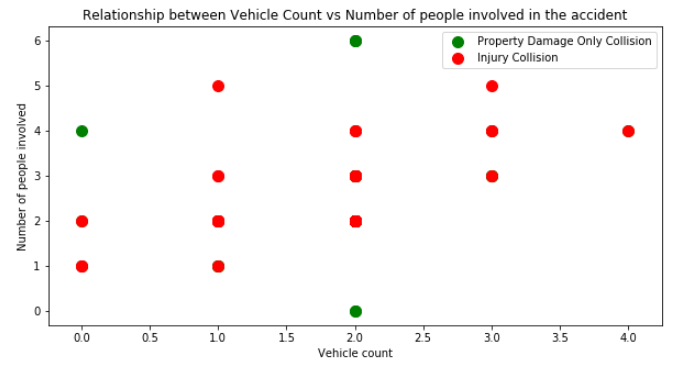 Relationship between Vehicle Count vs Number of people involved in the accident
Property Damage Only Collision
Injury Collision
Number of people involved
6
5
4
3
2
1
0
0.0 0.5 1.0 1.5 2.0 2.5 3.0 3.5 4.0
Vehicle count